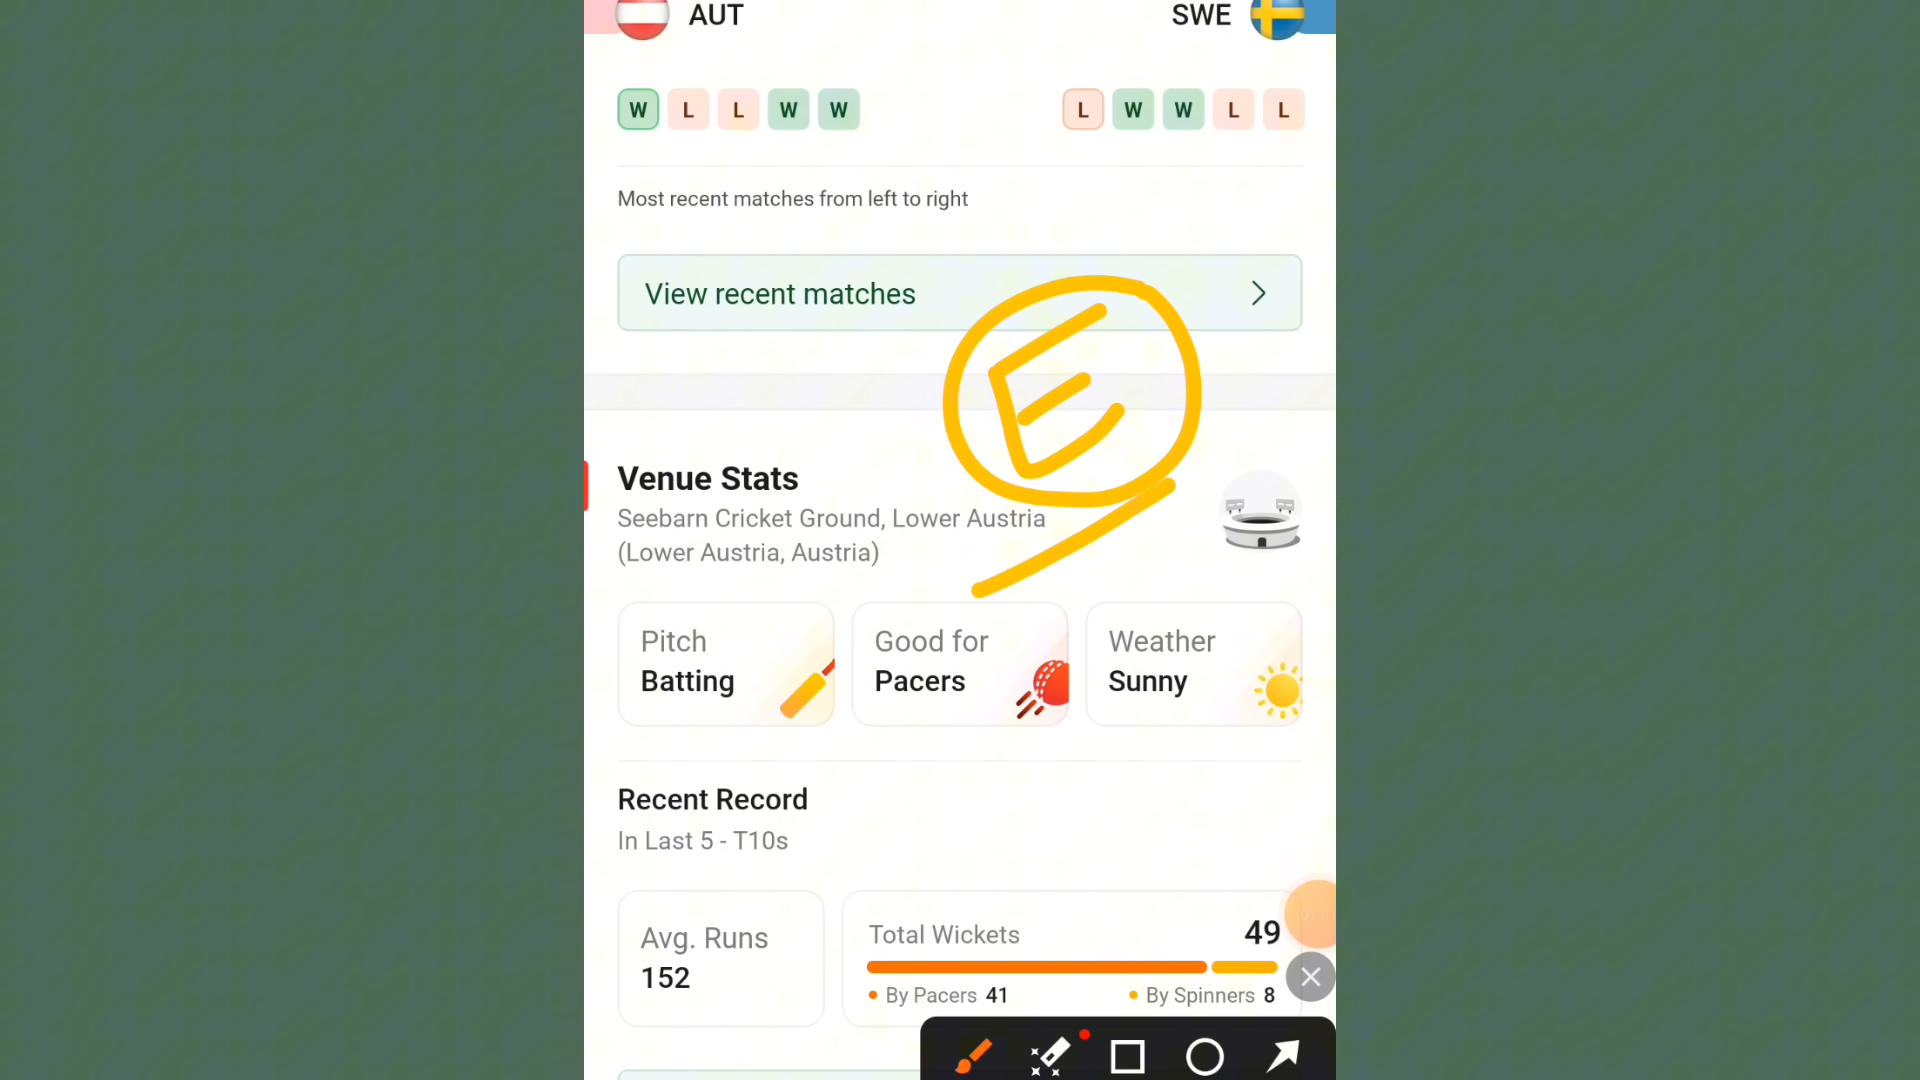 AUT SWE
W L L W W L W W L L
Most recent matches from left to right
View recent matches
E
Venue Stats
Seebarn Cricket Ground, Lower Austria
(Lower Austria, Austria)
Pitch Good for Weather
Batting Pacers Sunny
Recent Record
In Last 5 - T10s
Avg. Runs Total Wickets 49
152
By Pacers 41 By Spinners 8